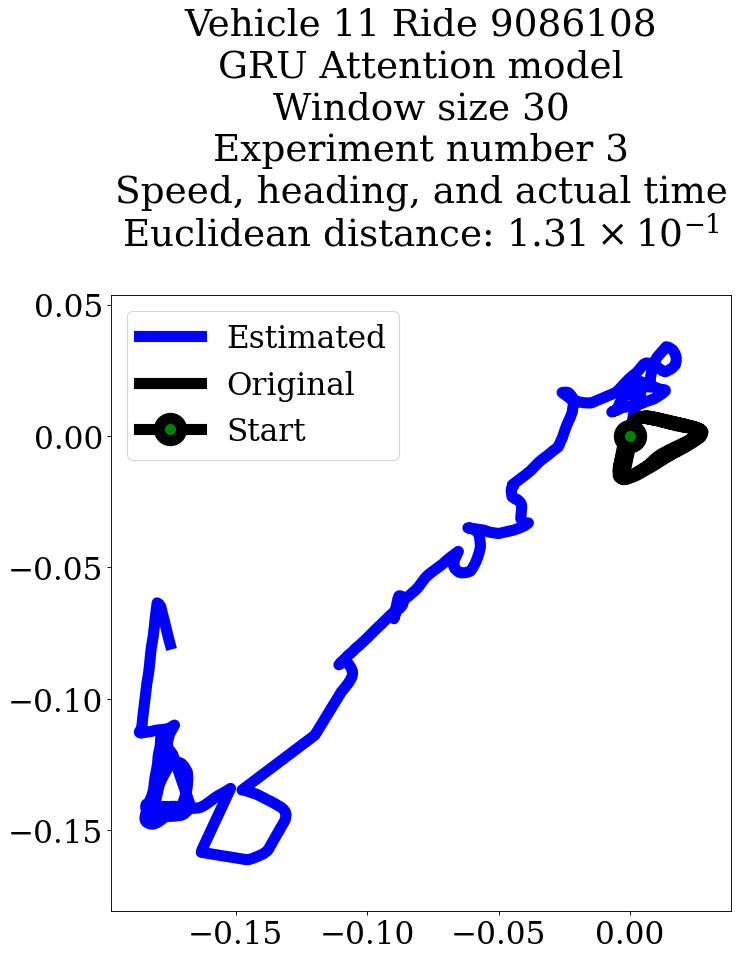 Vehicle 11 Ride 9086108
GRU Attention model
Window size 30
Experiment number 3
Speed, heading, and actual time
Euclidean distance: 1.31 × 10⁻¹
0.05
0.00
−0.05
−0.10
−0.15
Estimated
Original
Start
−0.15 −0.10 −0.05 0.00